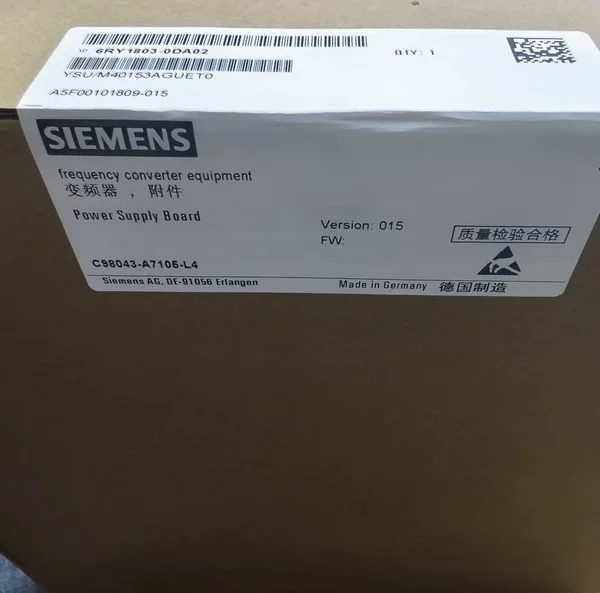 1P 6RY1803-0DA02
QTY: 1
YSU/M40153AGUET0
A5F00101809-015
SIEMENS
frequency converter equipment
变频器 , 附件
Power Supply Board
Version: 015
FW:
质量检验合格
C98043-A7105-L4
Siemens AG, DE-91056 Erlangen
Made in Germany 德国制造